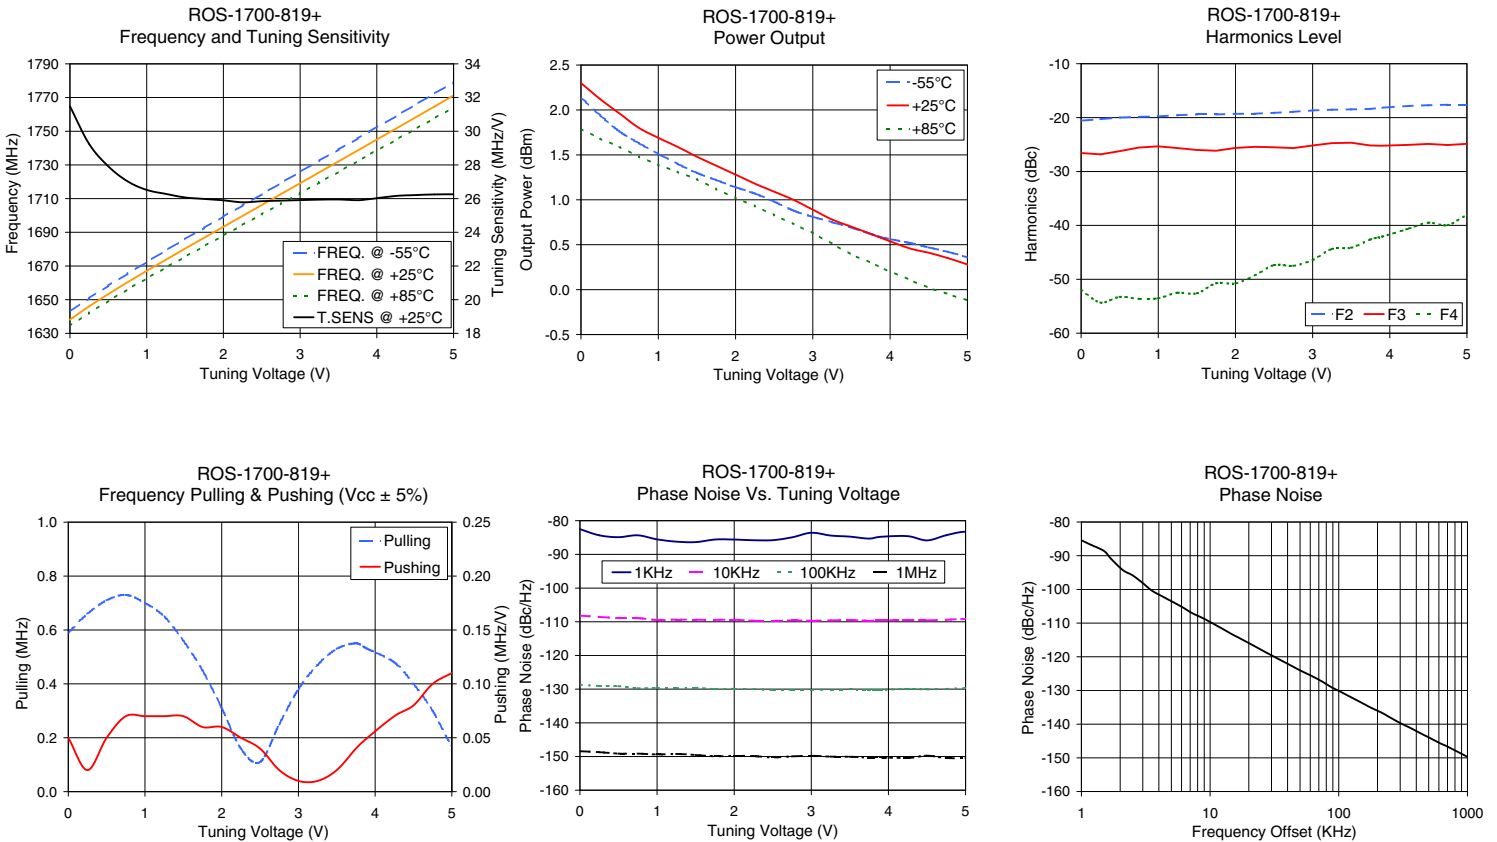 ROS-1700-819+
Frequency and Tuning Sensitivity
1790
1770
1750
1730
1710
1690
1670
1650
1630
Frequency (MHz)
34
32
30
28
26
24
22
20
18
Tuning Sensitivity (MHz/V)
FREQ. @ -55°C
FREQ. @ +25°C
FREQ. @ +85°C
T.SENS @ +25°C
0 1 2 3 4 5
Tuning Voltage (V)
ROS-1700-819+
Power Output
2.5
2.0
1.5
1.0
0.5
0.0
-0.5
Output Power (dBm)
-55°C
+25°C
+85°C
0 1 2 3 4 5
Tuning Voltage (V)
ROS-1700-819+
Harmonics Level
-10
-20
-30
-40
-50
-60
Harmonics (dBc)
F2 F3 F4
0 1 2 3 4 5
Tuning Voltage (V)
ROS-1700-819+
Frequency Pulling & Pushing (Vcc ± 5%)
1.0
0.8
0.6
0.4
0.2
0.0
Pulling (MHz)
0.25
0.20
0.15
0.10
0.05
0.00
Pushing (MHz/V)
Pulling
Pushing
0 1 2 3 4 5
Tuning Voltage (V)
ROS-1700-819+
Phase Noise Vs. Tuning Voltage
-80
-90
-100
-110
-120
-130
-140
-150
-160
Phase Noise (dBc/Hz)
1KHz 10KHz 100KHz 1MHz
0 1 2 3 4 5
Tuning Voltage (V)
ROS-1700-819+
Phase Noise
-80
-90
-100
-110
-120
-130
-140
-150
-160
Phase Noise (dBc/Hz)
1 10 100 1000
Frequency Offset (KHz)